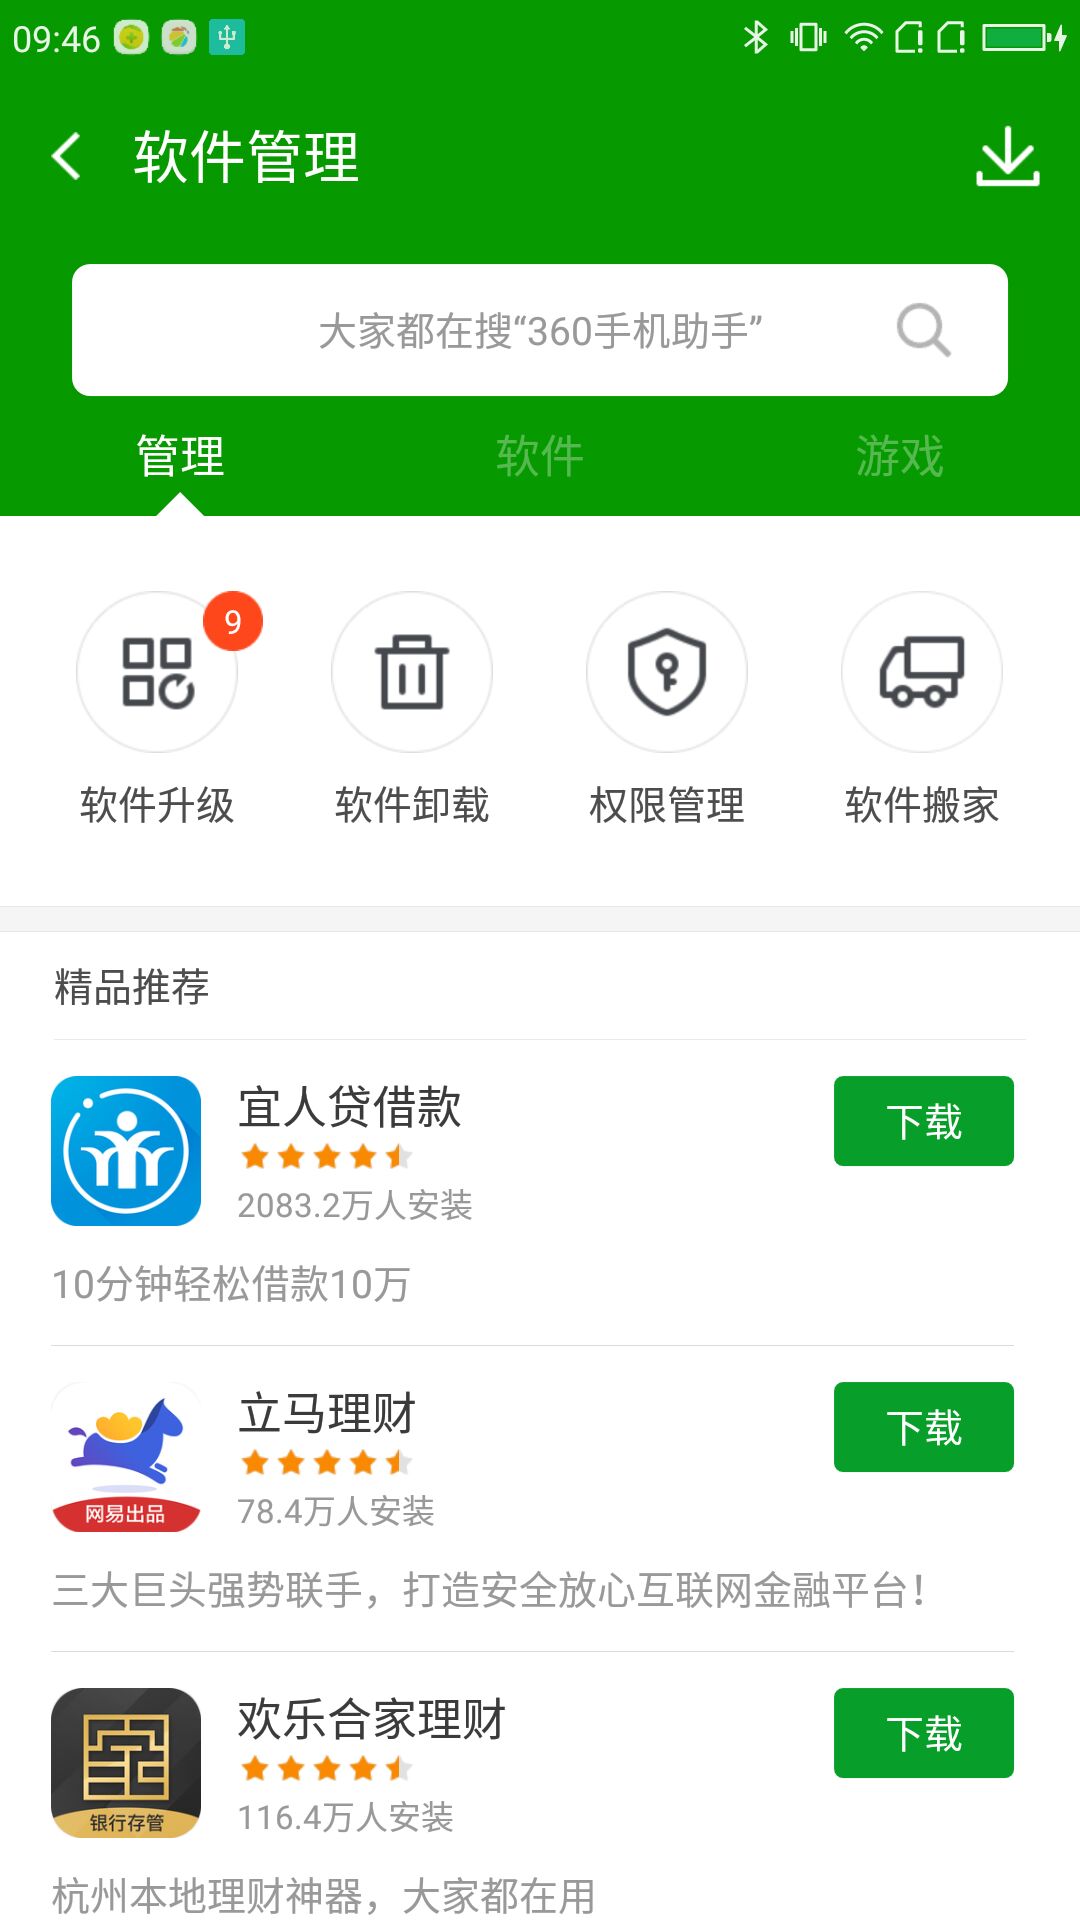 09:46
软件管理
大家都在搜“360手机助手”
管理 软件 游戏
9
软件升级 软件卸载 权限管理 软件搬家
精品推荐
宜人贷借款
下载
2083.2万人安装
10分钟轻松借款10万
立马理财
下载
78.4万人安装
网易出品
三大巨头强势联手，打造安全放心互联网金融平台！
欢乐合家理财
下载
116.4万人安装
银行存管
杭州本地理财神器，大家都在用